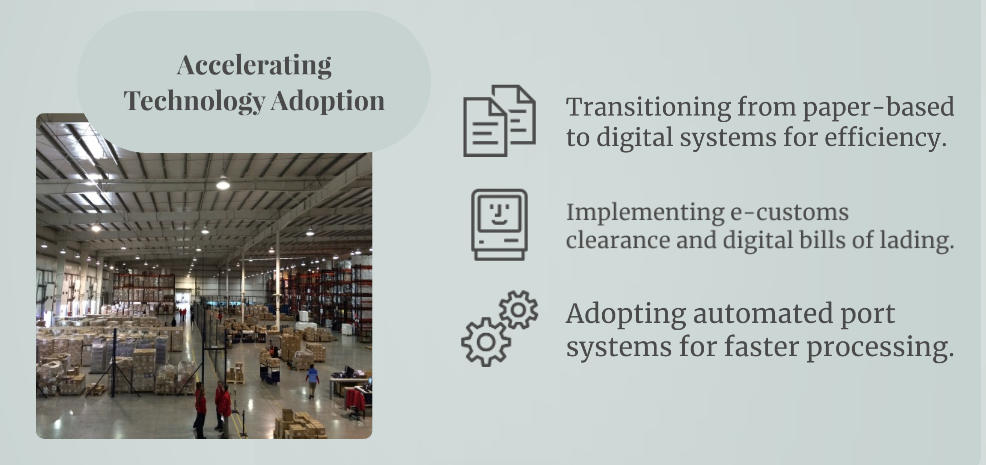 Accelerating
Technology Adoption
Transitioning from paper-based
to digital systems for efficiency.
Implementing e-customs
clearance and digital bills of lading.
Adopting automated port
systems for faster processing.